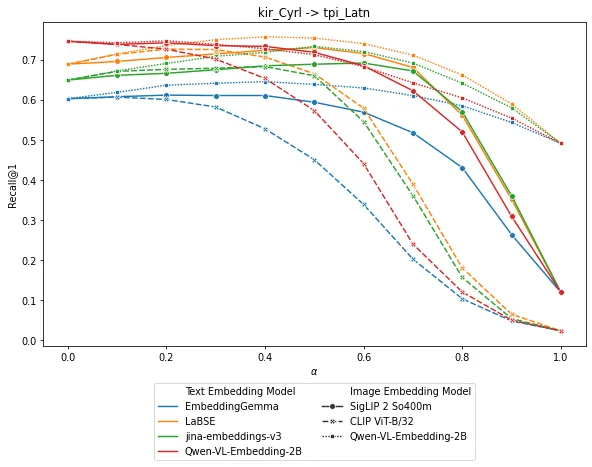 kir_Cyrl -> tpi_Latn
Recall@1
0.7
0.6
0.5
0.4
0.3
0.2
0.1
0.0
0.0 0.2 0.4 0.6 0.8 1.0
α
Text Embedding Model
EmbeddingGemma
LaBSE
jina-embeddings-v3
Qwen-VL-Embedding-2B
Image Embedding Model
SigLIP 2 So400m
CLIP ViT-B/32
Qwen-VL-Embedding-2B